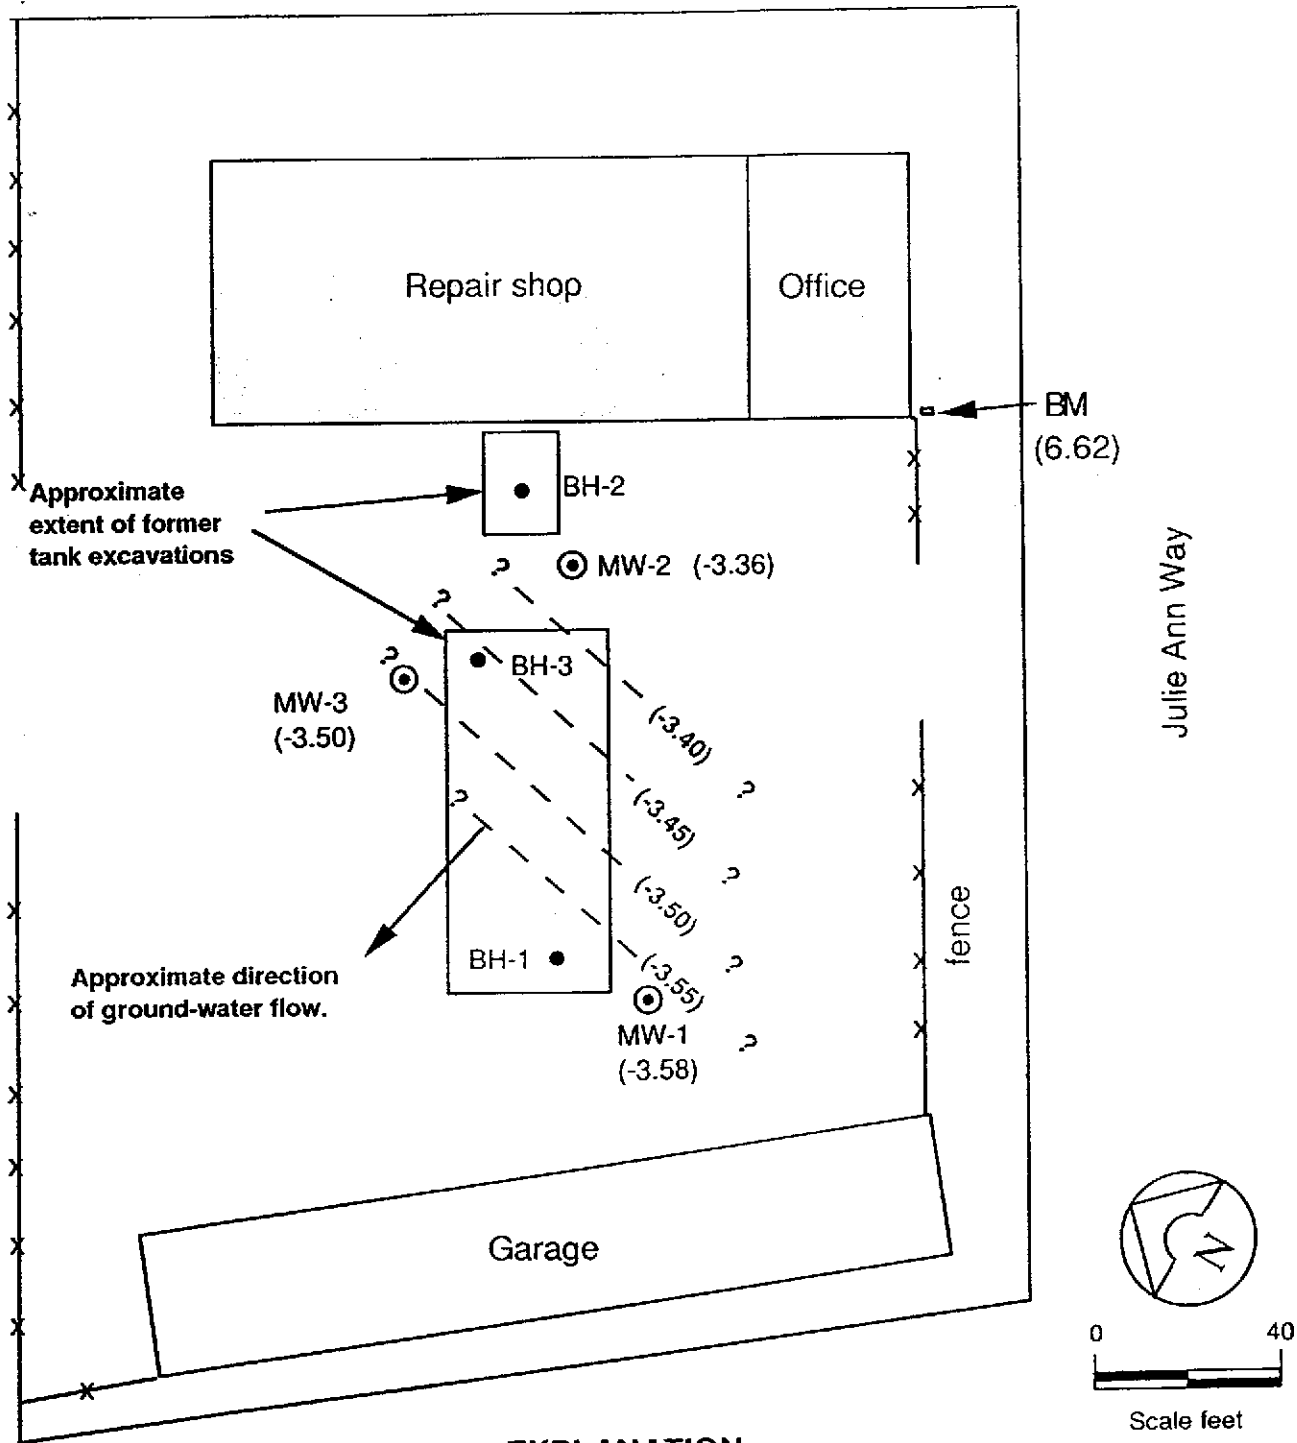 Repair shop
Office
BM
(6.62)
Approximate
extent of former
tank excavations
BH-2
? MW-2 (-3.36)
?
? BH-3
MW-3
(-3.50)
(-3.40)
?
(-3.45)
?
?
(-3.50)
?
(-3.55)
?
BH-1
Approximate direction
of ground-water flow.
MW-1
(-3.58)
fence
Julie Ann Way
Garage
N
0 40
Scale feet